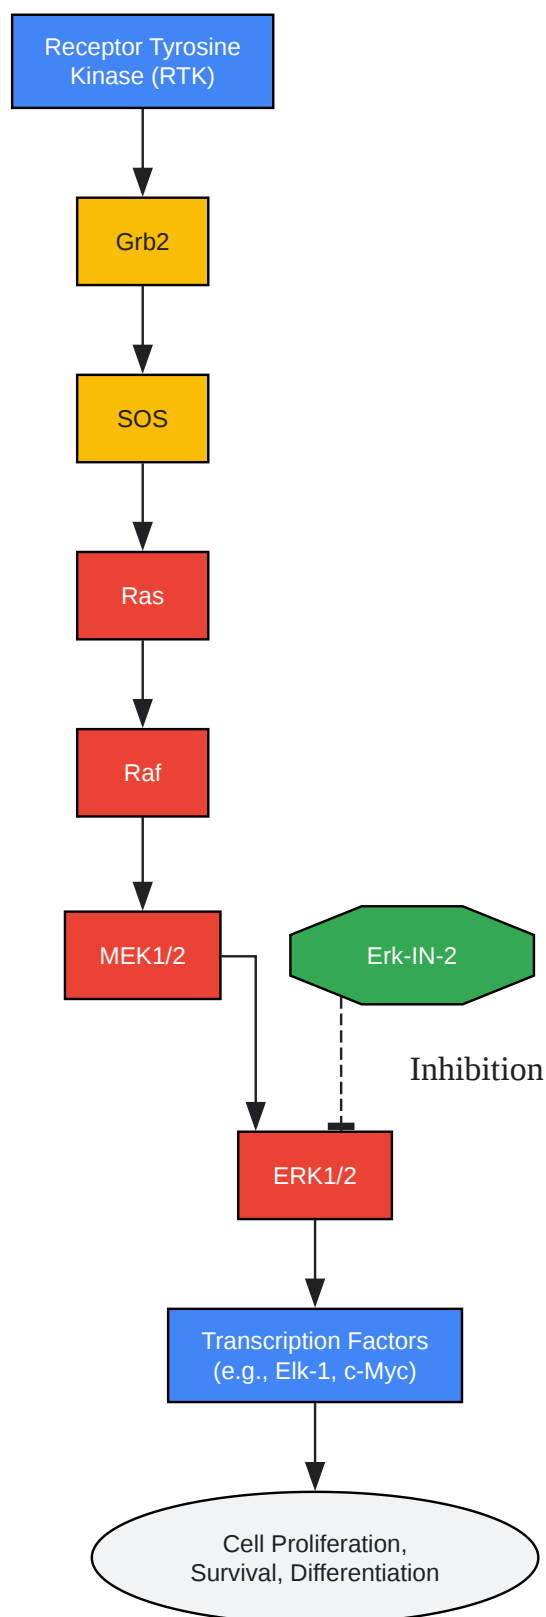 Receptor Tyrosine
Kinase (RTK)
Grb2
SOS
Ras
Raf
MEK1/2
Erk-IN-2
Inhibition
ERK1/2
Transcription Factors
(e.g., Elk-1, c-Myc)
Cell Proliferation,
Survival, Differentiation